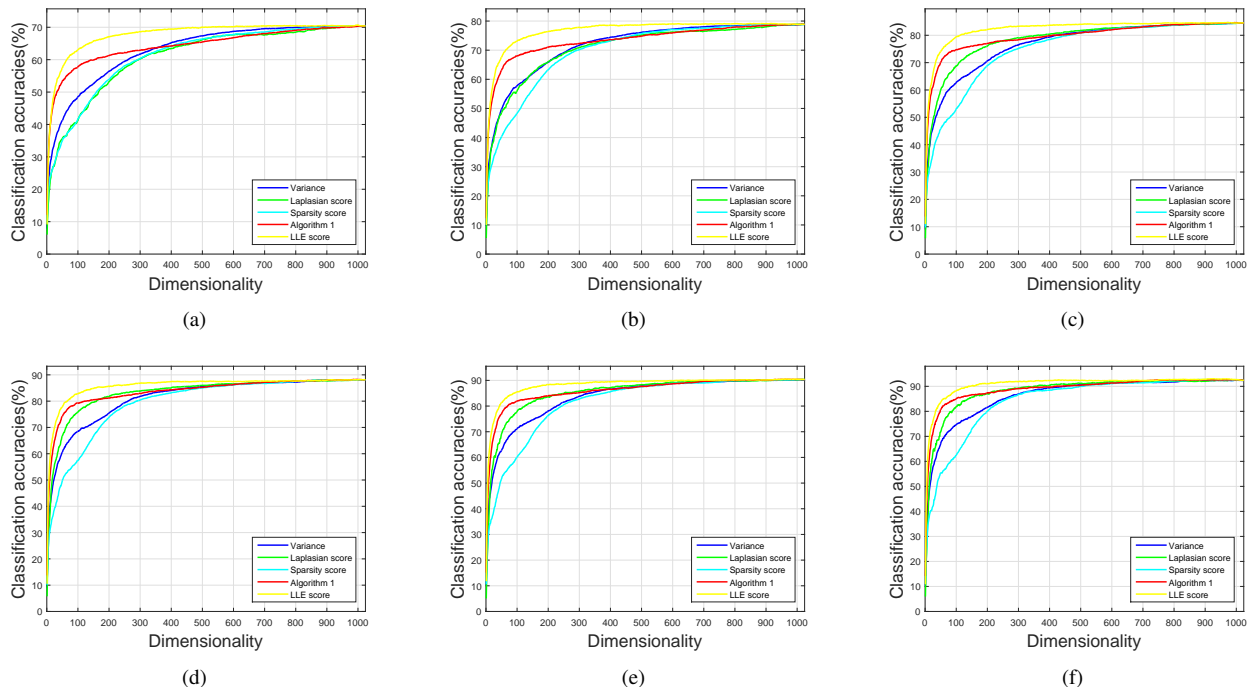 Classification accuracies(%)
70
60
50
40
30
20
10
0
Variance
Laplasian score
Sparsity score
Algorithm 1
LLE score
0 100 200 300 400 500 600 700 800 900 1000
Dimensionality
(a)
Classification accuracies(%)
80
70
60
50
40
30
20
10
0
Variance
Laplasian score
Sparsity score
Algorithm 1
LLE score
0 100 200 300 400 500 600 700 800 900 1000
Dimensionality
(b)
Classification accuracies(%)
80
70
60
50
40
30
20
10
0
Variance
Laplasian score
Sparsity score
Algorithm 1
LLE score
0 100 200 300 400 500 600 700 800 900 1000
Dimensionality
(c)
Classification accuracies(%)
90
80
70
60
50
40
30
20
10
0
Variance
Laplasian score
Sparsity score
Algorithm 1
LLE score
0 100 200 300 400 500 600 700 800 900 1000
Dimensionality
(d)
Classification accuracies(%)
90
80
70
60
50
40
30
20
10
0
Variance
Laplasian score
Sparsity score
Algorithm 1
LLE score
0 100 200 300 400 500 600 700 800 900 1000
Dimensionality
(e)
Classification accuracies(%)
90
80
70
60
50
40
30
20
10
0
Variance
Laplasian score
Sparsity score
Algorithm 1
LLE score
0 100 200 300 400 500 600 700 800 900 1000
Dimensionality
(f)